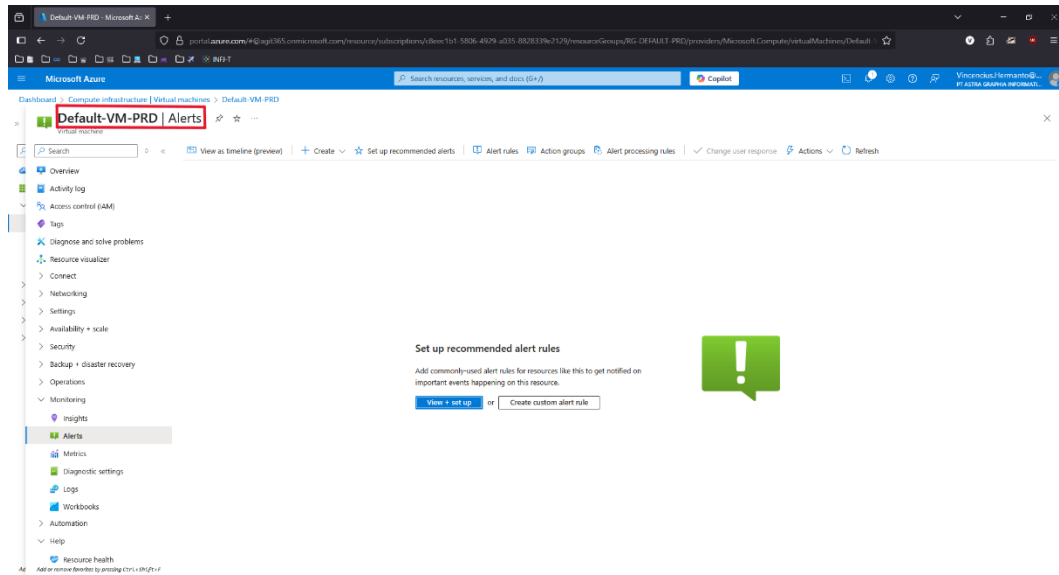 Default-VM-PRD - Microsoft Az
portal.azure.com/#@agit365.onmicrosoft.com/resource/subscriptions/c8eec1b1-5806-4929-a035-8828339e2129/resourceGroups/RG-DEFAULT-PRD/providers/Microsoft.Compute/virtualMachines/Default
Microsoft Azure
Search resources, services, and docs (G+/)
Copilot
Vincencius.Hermanto@...
PT ASTRA GRAPHIA INFORMATI...
Dashboard > Compute infrastructure | Virtual machines > Default-VM-PRD
Default-VM-PRD | Alerts
Virtual machine
Search
View as timeline (preview)
Create
Set up recommended alerts
Alert rules
Action groups
Alert processing rules
Change user response
Actions
Refresh
Overview
Activity log
Access control (IAM)
Tags
Diagnose and solve problems
Resource visualizer
Connect
Networking
Settings
Availability + scale
Security
Backup + disaster recovery
Operations
Monitoring
Insights
Alerts
Metrics
Diagnostic settings
Logs
Workbooks
Automation
Help
Resource health
Add or remove favorites by pressing Ctrl+Shift+F
Set up recommended alert rules
Add commonly-used alert rules for resources like this to get notified on
important events happening on this resource.
View + set up
or
Create custom alert rule